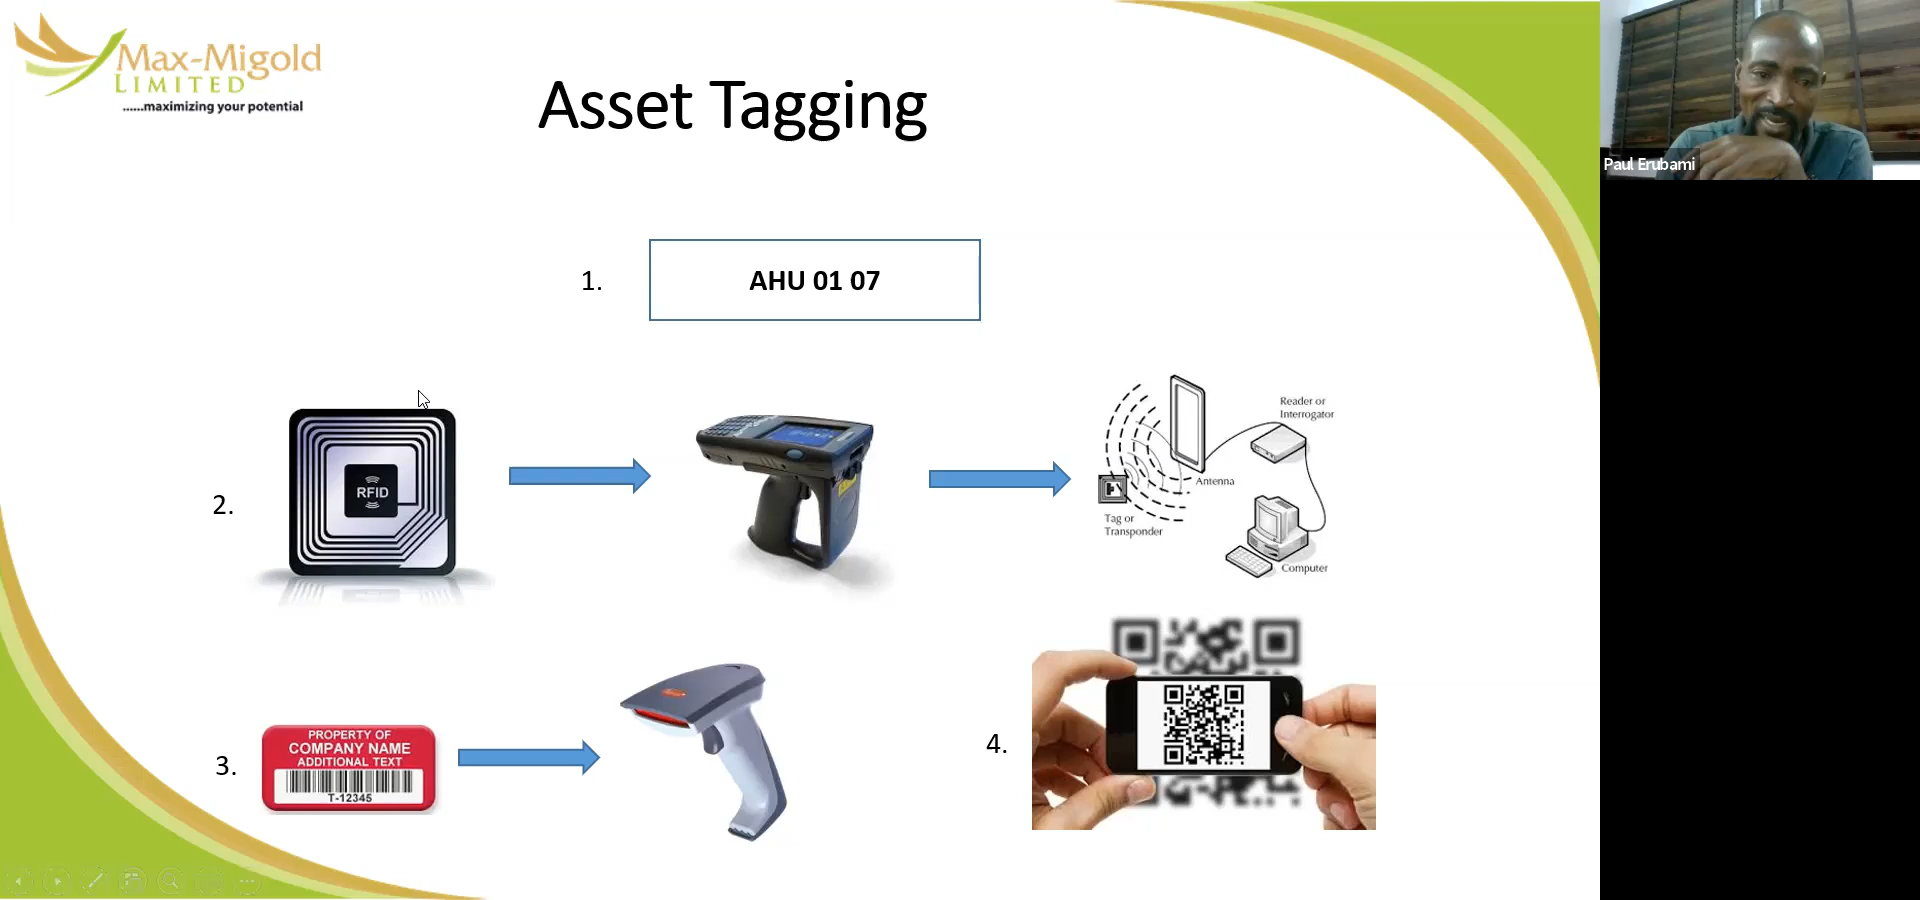 Max-Migold
LIMITED
......maximizing your potential
Asset Tagging
Paul Erubami
1.
AHU 01 07
2.
RFID
Reader or
Interrogator
Antenna
Tag or
Transponder
Computer
3.
PROPERTY OF
COMPANY NAME
ADDITIONAL TEXT
T-12345
4.